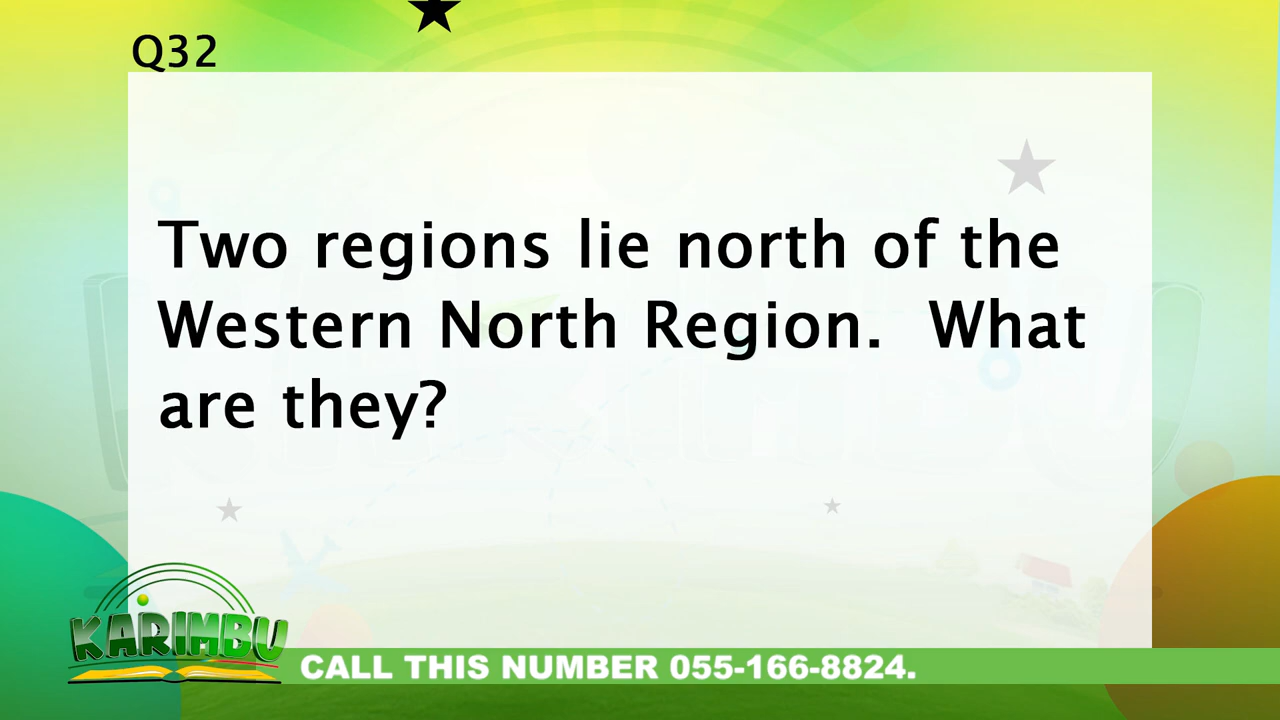 Q32
Two regions lie north of the
Western North Region.  What
are they?
KARIMBU
CALL THIS NUMBER 055-166-8824.